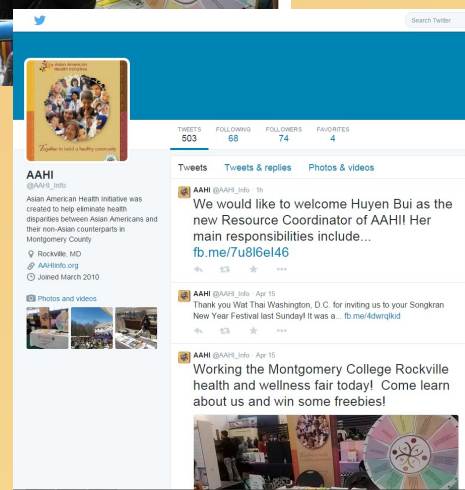 Search Twitter
Asian American
Health Initiative
Together to build a healthy community
TWEETS FOLLOWING FOLLOWERS FAVORITES
503 68 74 4
AAHI
@AAHI_Info
Asian American Health Initiative was
created to help eliminate health
disparities between Asian Americans and
their non-Asian counterparts in
Montgomery County
Rockville, MD
AAHIinfo.org
Joined March 2010
Photos and videos
Tweets Tweets & replies Photos & videos
AAHI @AAHI_Info · 1h
We would like to welcome Huyen Bui as the
new Resource Coordinator of AAHI! Her
main responsibilities include...
fb.me/7u8l6eI46
AAHI @AAHI_Info · Apr 15
Thank you Wat Thai Washington, D.C. for inviting us to your Songkran
New Year Festival last Sunday! It was a... fb.me/4dwrqlkid
AAHI @AAHI_Info · Apr 15
Working the Montgomery College Rockville
health and wellness fair today! Come learn
about us and win some freebies!